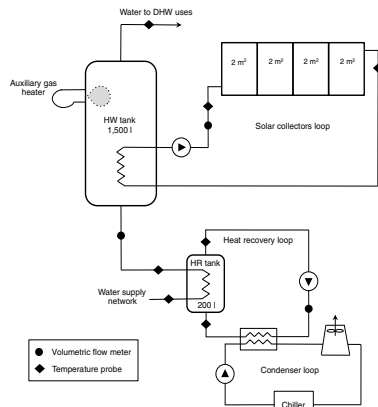 Water to DHW uses
Auxiliary gas
heater
HW tank
1,500 l
2 m²
2 m²
2 m²
2 m²
Solar collectors loop
Heat recovery loop
HR tank
Water supply
network
200 l
Volumetric flow meter
Temperature probe
Condenser loop
Chiller